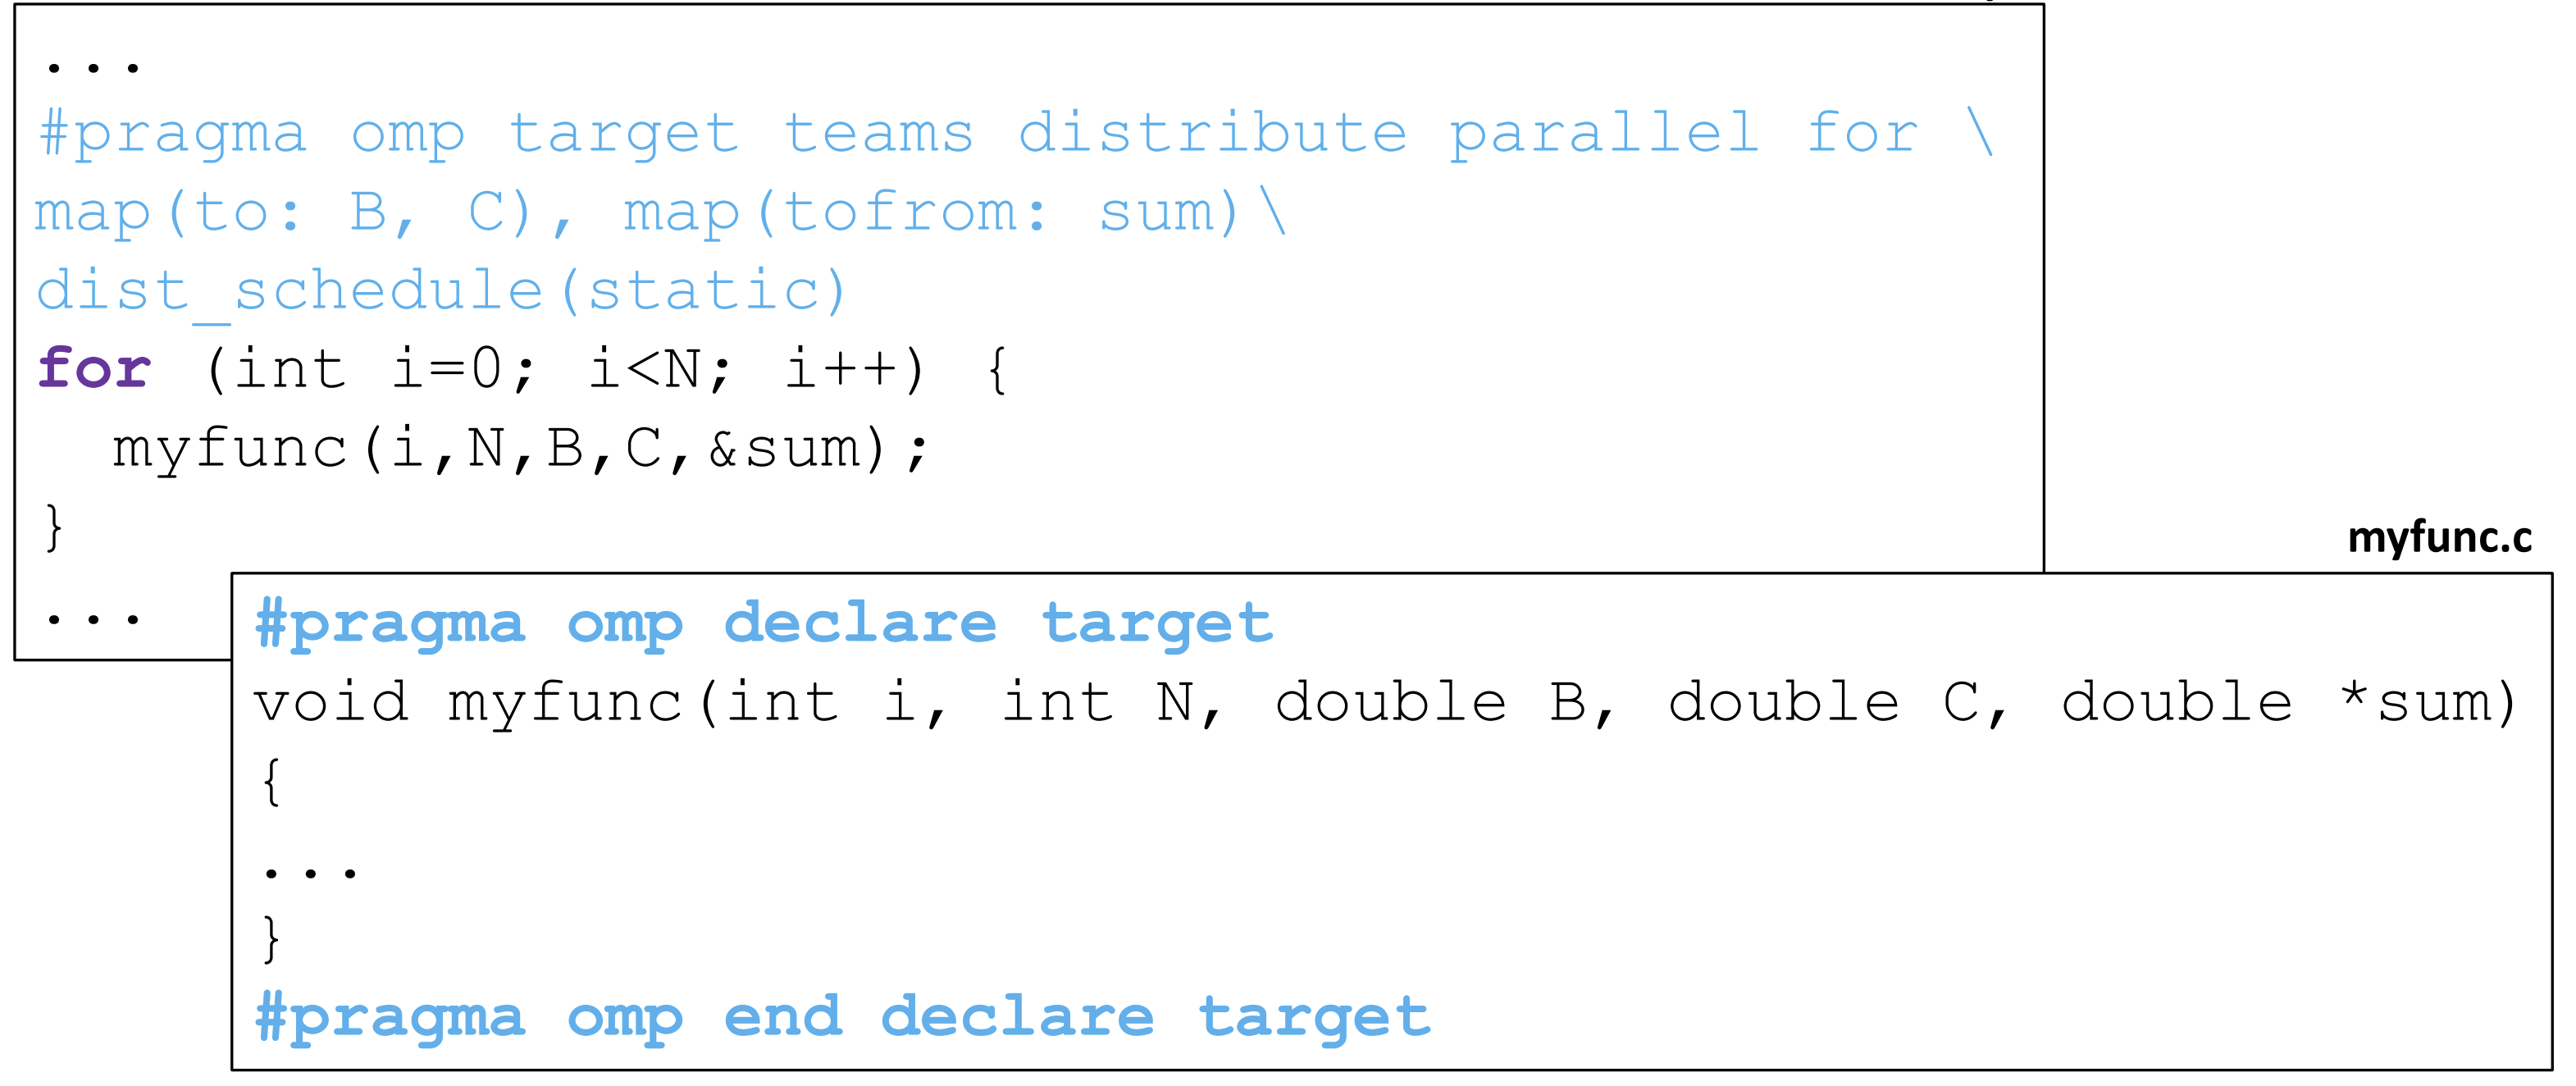 ...
#pragma omp target teams distribute parallel for \
map(to: B, C), map(tofrom: sum)\
dist_schedule(static)
for (int i=0; i<N; i++) {
  myfunc(i,N,B,C,&sum);
}
...
myfunc.c
#pragma omp declare target
void myfunc(int i, int N, double B, double C, double *sum)
{
...
}
#pragma omp end declare target